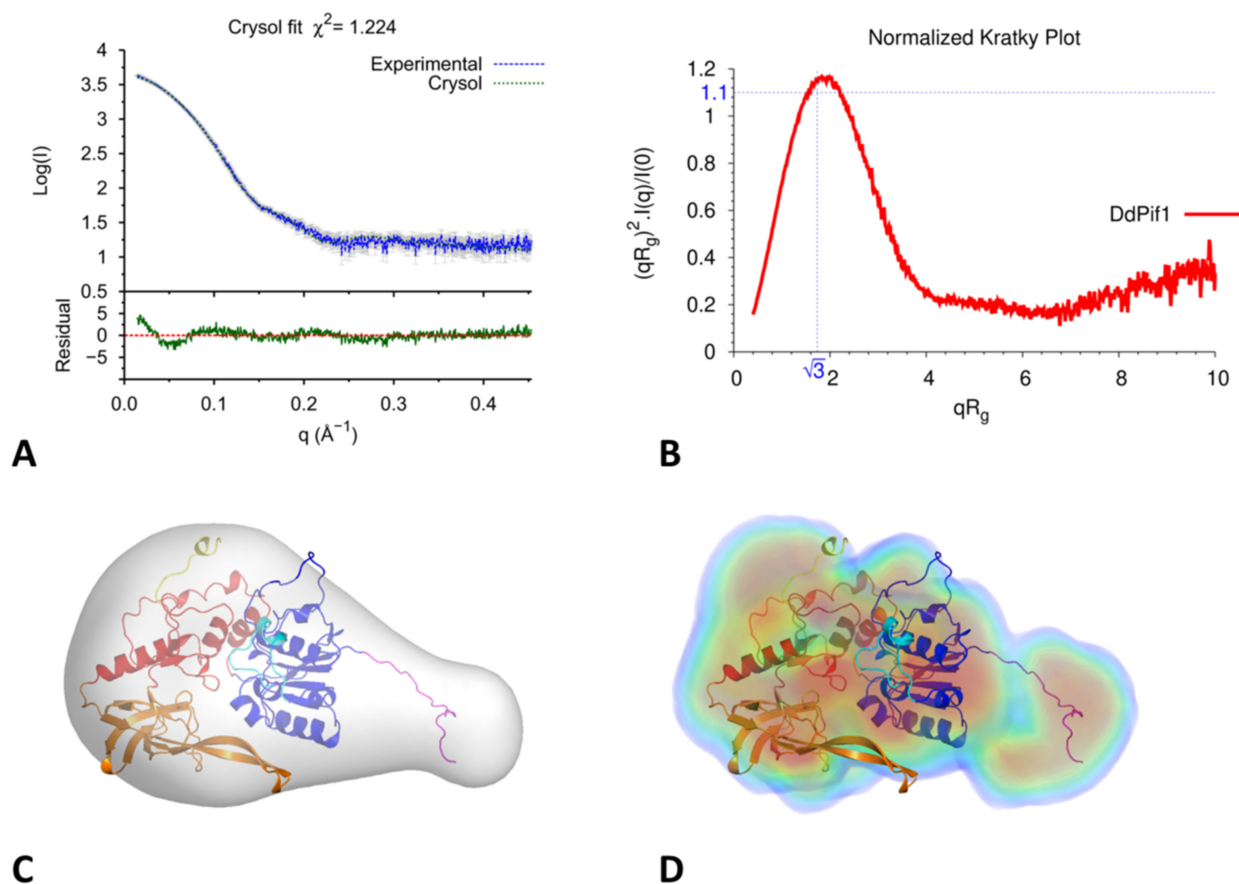 Crysol fit χ²= 1.224
4
3.5
3
2.5
2
1.5
1
0.5
Log(I)
Experimental
Crysol
5
0
−5
Residual
0.0
0.1
0.2
0.3
0.4
q (Å⁻¹)
A
Normalized Kratky Plot
1.2
1.1
1
0.8
0.6
0.4
0.2
0
(qRg)².I(q)/I(0)
DdPif1
0
√3
2
4
6
8
10
qRg
B
C
D